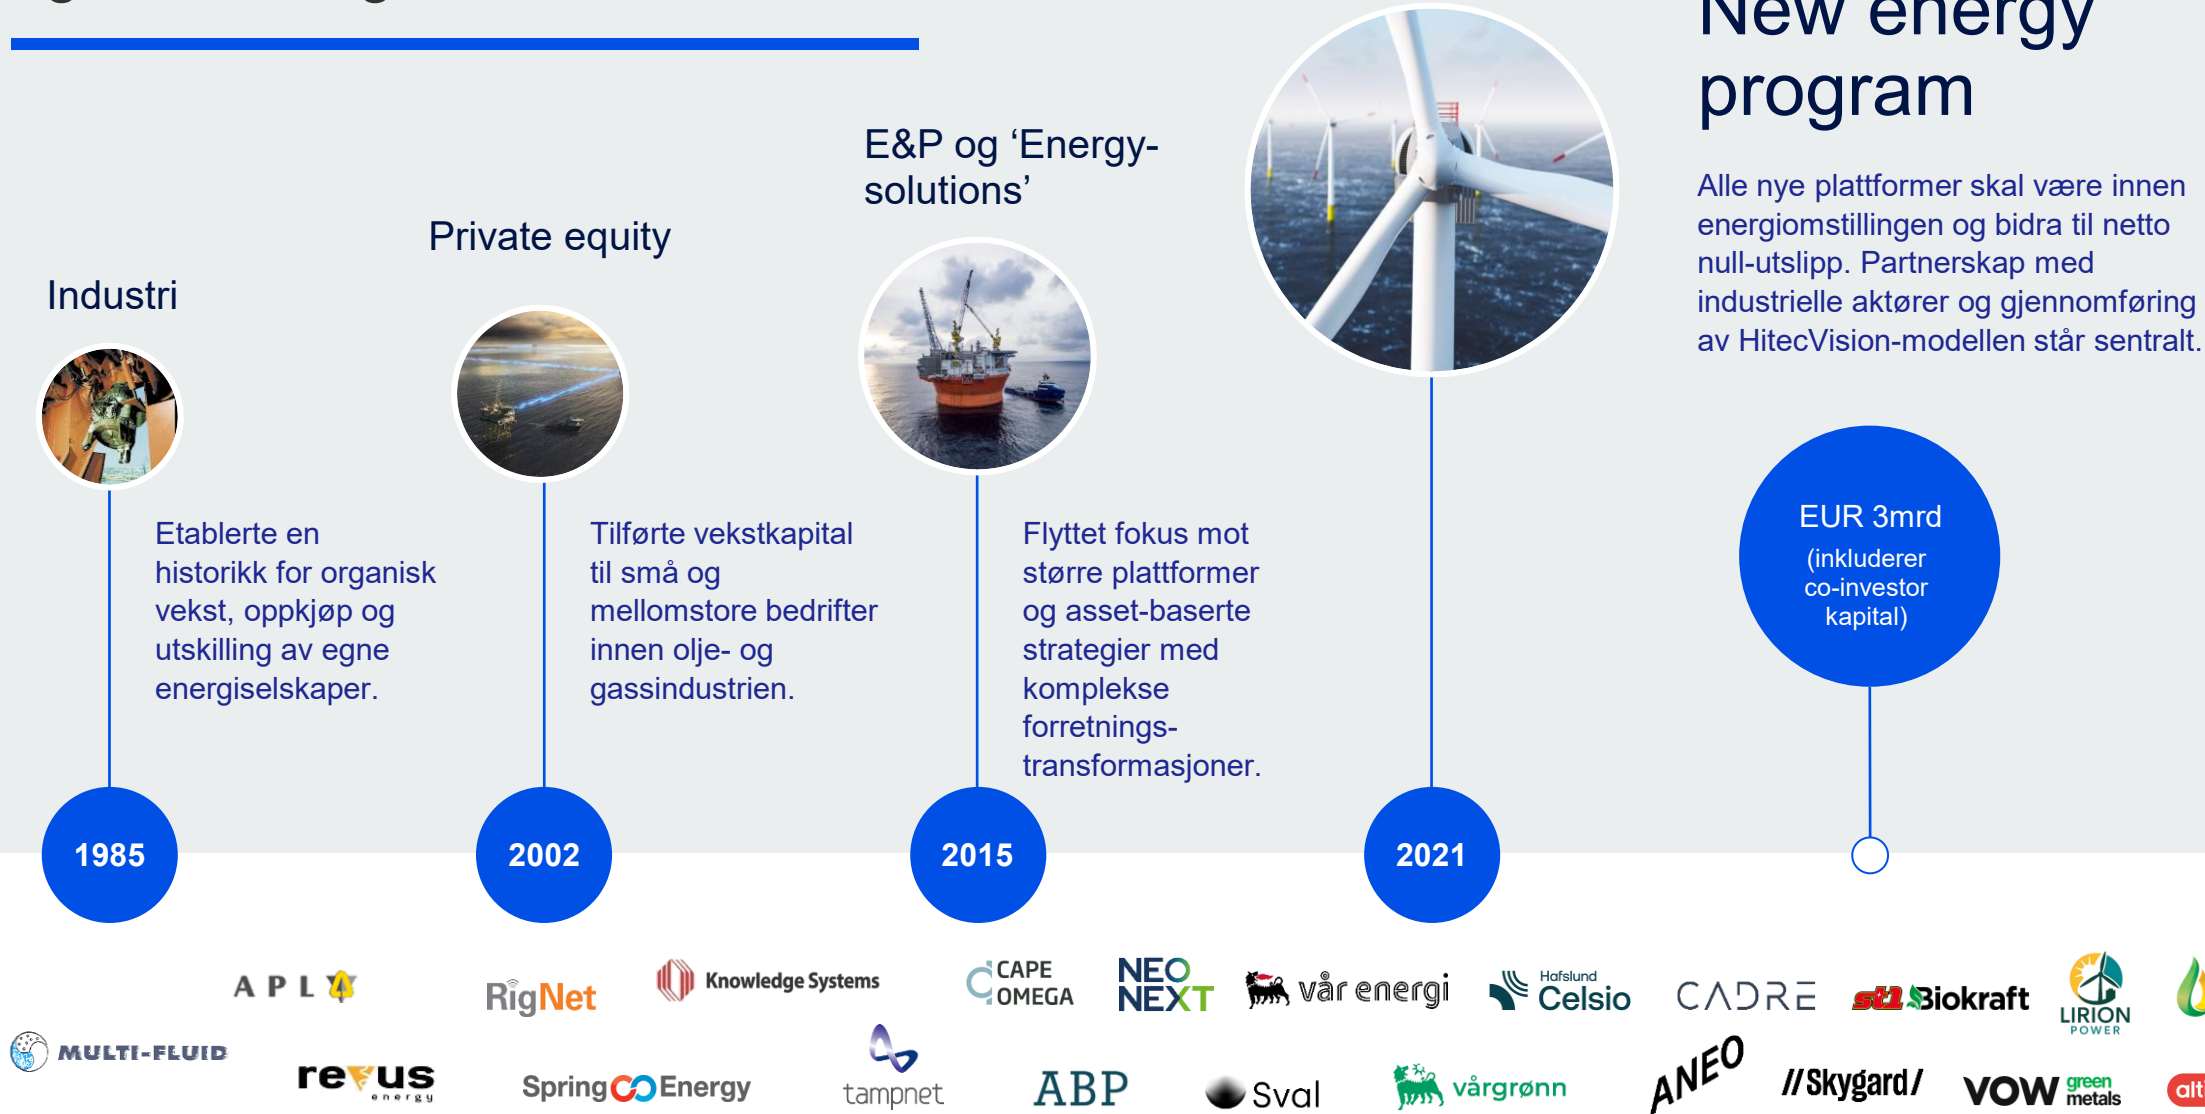 New energy
program
Alle nye plattformer skal være innen
energiomstillingen og bidra til netto
null-utslipp. Partnerskap med
industrielle aktører og gjennomføring
av HitecVision-modellen står sentralt.
E&P og ‘Energy-
solutions’
Private equity
Industri
Etablerte en
historikk for organisk
vekst, oppkjøp og
utskilling av egne
energiselskaper.
Tilførte vekstkapital
til små og
mellomstore bedrifter
innen olje- og
gassindustrien.
Flyttet fokus mot
større plattformer
og asset-baserte
strategier med
komplekse
forretnings-
transformasjoner.
EUR 3mrd
(inkluderer
co-investor
kapital)
1985
2002
2015
2021
APL
RigNet
Knowledge Systems
CAPE
OMEGA
NEO
NEXT
vår energi
Hafslund
Celsio
CADRE
st1 Biokraft
LIRION
POWER
MULTI-FLUID
revus
energy
Spring Energy
tampnet
ABP
Sval
vårgrønn
ANEO
//Skygard/
VOW green
metals